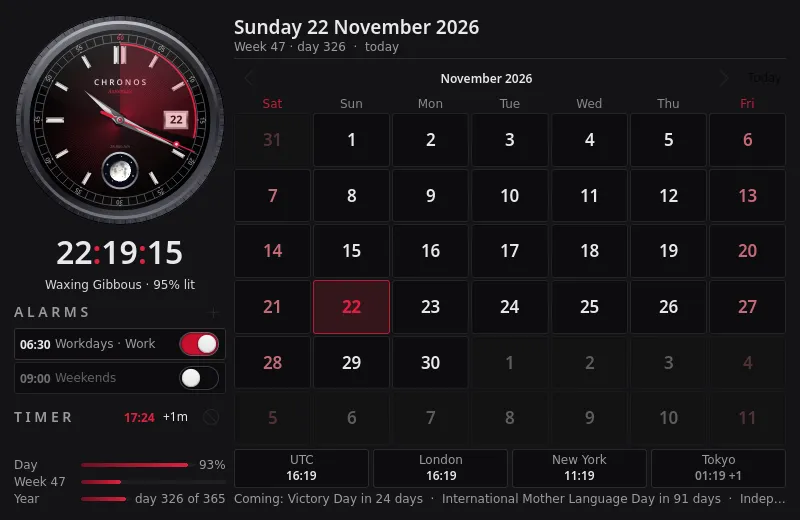 Sunday 22 November 2026
Week 47 · day 326 · today
CHRONOS
22
22:19:15
Waxing Gibbous · 95% lit
ALARMS +
06:30 Workdays · Work
09:00 Weekends
TIMER 17:24 +1m
Day 93%
Week 47
Year day 326 of 365
November 2026 Today
Sat Sun Mon Tue Wed Thu Fri
31 1 2 3 4 5 6
7 8 9 10 11 12 13
14 15 16 17 18 19 20
21 22 23 24 25 26 27
28 29 30 1 2 3 4
5 6 7 8 9 10 11
UTC London New York Tokyo
16:19 16:19 11:19 01:19 +1
Coming: Victory Day in 24 days · International Mother Language Day in 91 days · Indep...